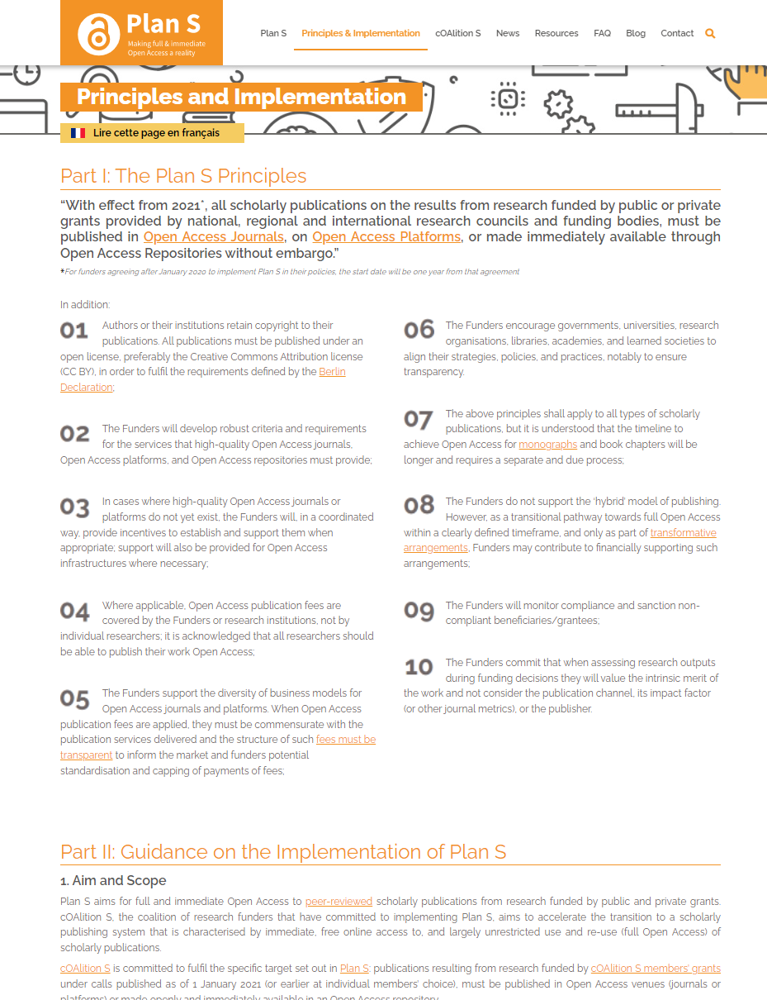 Plan S
Making full & immediate
Open Access a reality
Plan S Principles & Implementation cOAlition S News Resources FAQ Blog Contact
Principles and Implementation
Lire cette page en français
Part I: The Plan S Principles
“With effect from 2021*, all scholarly publications on the results from research funded by public or private
grants provided by national, regional and international research councils and funding bodies, must be
published in Open Access Journals, on Open Access Platforms, or made immediately available through
Open Access Repositories without embargo.”
*For funders agreeing after January 2020 to implement Plan S in their policies, the start date will be one year from that agreement
In addition:
01 Authors or their institutions retain copyright to their
publications. All publications must be published under an
open license, preferably the Creative Commons Attribution license
(CC BY), in order to fulfil the requirements defined by the Berlin
Declaration;
02 The Funders will develop robust criteria and requirements
for the services that high-quality Open Access journals,
Open Access platforms, and Open Access repositories must provide;
03 In cases where high-quality Open Access journals or
platforms do not yet exist, the Funders will, in a coordinated
way, provide incentives to establish and support them when
appropriate; support will also be provided for Open Access
infrastructures where necessary;
04 Where applicable, Open Access publication fees are
covered by the Funders or research institutions, not by
individual researchers; it is acknowledged that all researchers should
be able to publish their work Open Access;
05 The Funders support the diversity of business models for
Open Access journals and platforms. When Open Access
publication fees are applied, they must be commensurate with the
publication services delivered and the structure of such fees must be
transparent to inform the market and funders potential
standardisation and capping of payments of fees;
06 The Funders encourage governments, universities, research
organisations, libraries, academies, and learned societies to
align their strategies, policies, and practices, notably to ensure
transparency.
07 The above principles shall apply to all types of scholarly
publications, but it is understood that the timeline to
achieve Open Access for monographs and book chapters will be
longer and requires a separate and due process;
08 The Funders do not support the ‘hybrid’ model of publishing.
However, as a transitional pathway towards full Open Access
within a clearly defined timeframe, and only as part of transformative
arrangements, Funders may contribute to financially supporting such
arrangements;
09 The Funders will monitor compliance and sanction non-
compliant beneficiaries/grantees;
10 The Funders commit that when assessing research outputs
during funding decisions they will value the intrinsic merit of
the work and not consider the publication channel, its impact factor
(or other journal metrics), or the publisher.
Part II: Guidance on the Implementation of Plan S
1. Aim and Scope
Plan S aims for full and immediate Open Access to peer-reviewed scholarly publications from research funded by public and private grants.
cOAlition S, the coalition of research funders that have committed to implementing Plan S, aims to accelerate the transition to a scholarly
publishing system that is characterised by immediate, free online access to, and largely unrestricted use and re-use (full Open Access) of
scholarly publications.
cOAlition S is committed to fulfil the specific target set out in Plan S: publications resulting from research funded by cOAlition S members’ grants
under calls published as of 1 January 2021 (or earlier at individual members’ choice), must be published in Open Access venues (journals or
platforms) or made openly and immediately available in an Open Access repository.